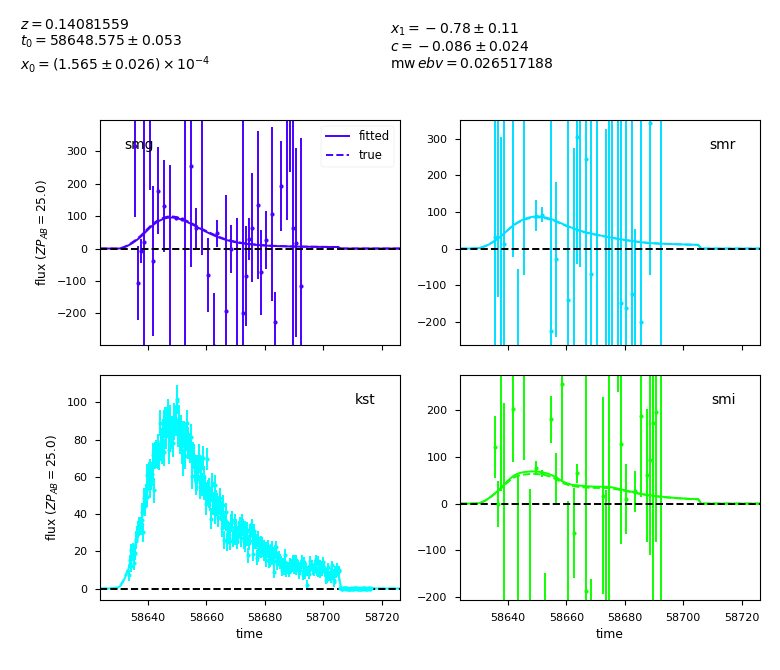 z = 0.14081559
t0 = 58648.575 ± 0.053
x0 = (1.565 ± 0.026) × 10^−4
x1 = −0.78 ± 0.11
c = −0.086 ± 0.024
mw ebv = 0.026517188
smg
fitted
true
300
200
100
0
−100
−200
flux (ZP_AB = 25.0)
smr
300
200
100
0
−100
−200
kst
100
80
60
40
20
0
flux (ZP_AB = 25.0)
58640 58660 58680 58700 58720
time
smi
200
100
0
−100
−200
58640 58660 58680 58700 58720
time